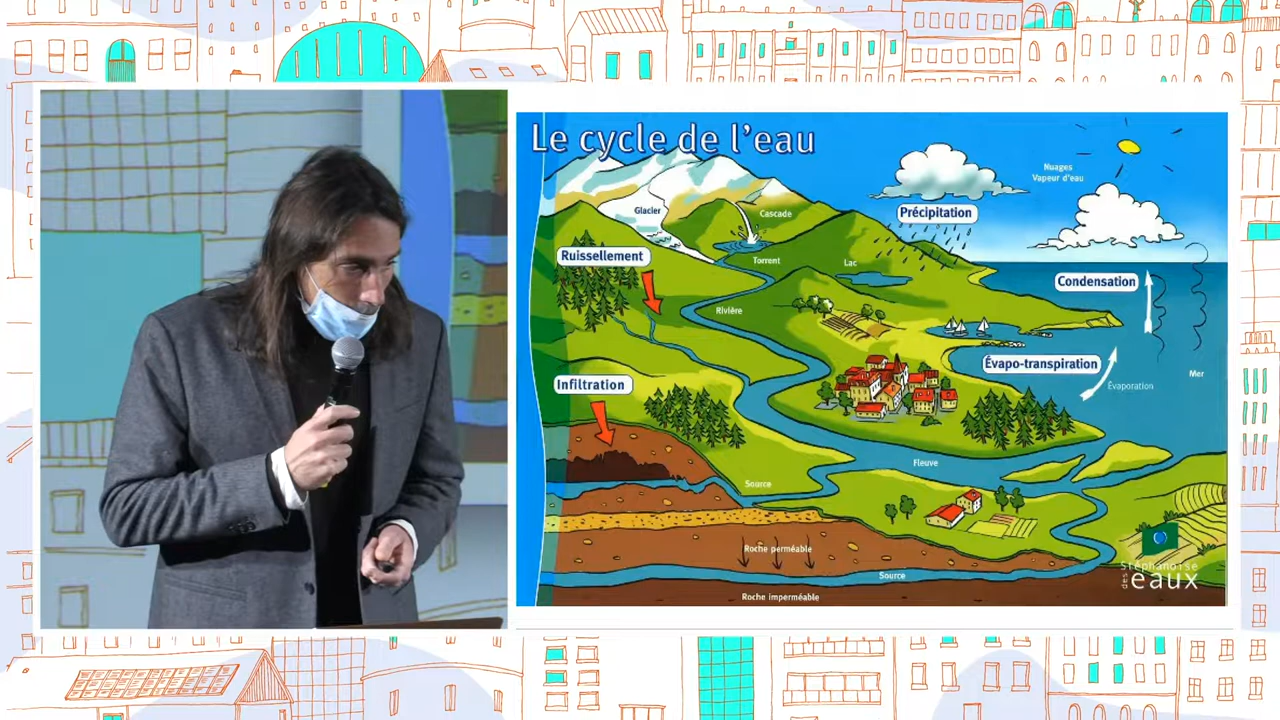 Le cycle de l'eau
Nuages
Vapeur d'eau
Glacier
Cascade
Précipitation
Ruissellement
Torrent
Lac
Condensation
Rivière
Évapo-transpiration
Mer
Infiltration
Évaporation
Fleuve
Source
Roche perméable
Source
Roche imperméable
Stéphanoise
des
eaux